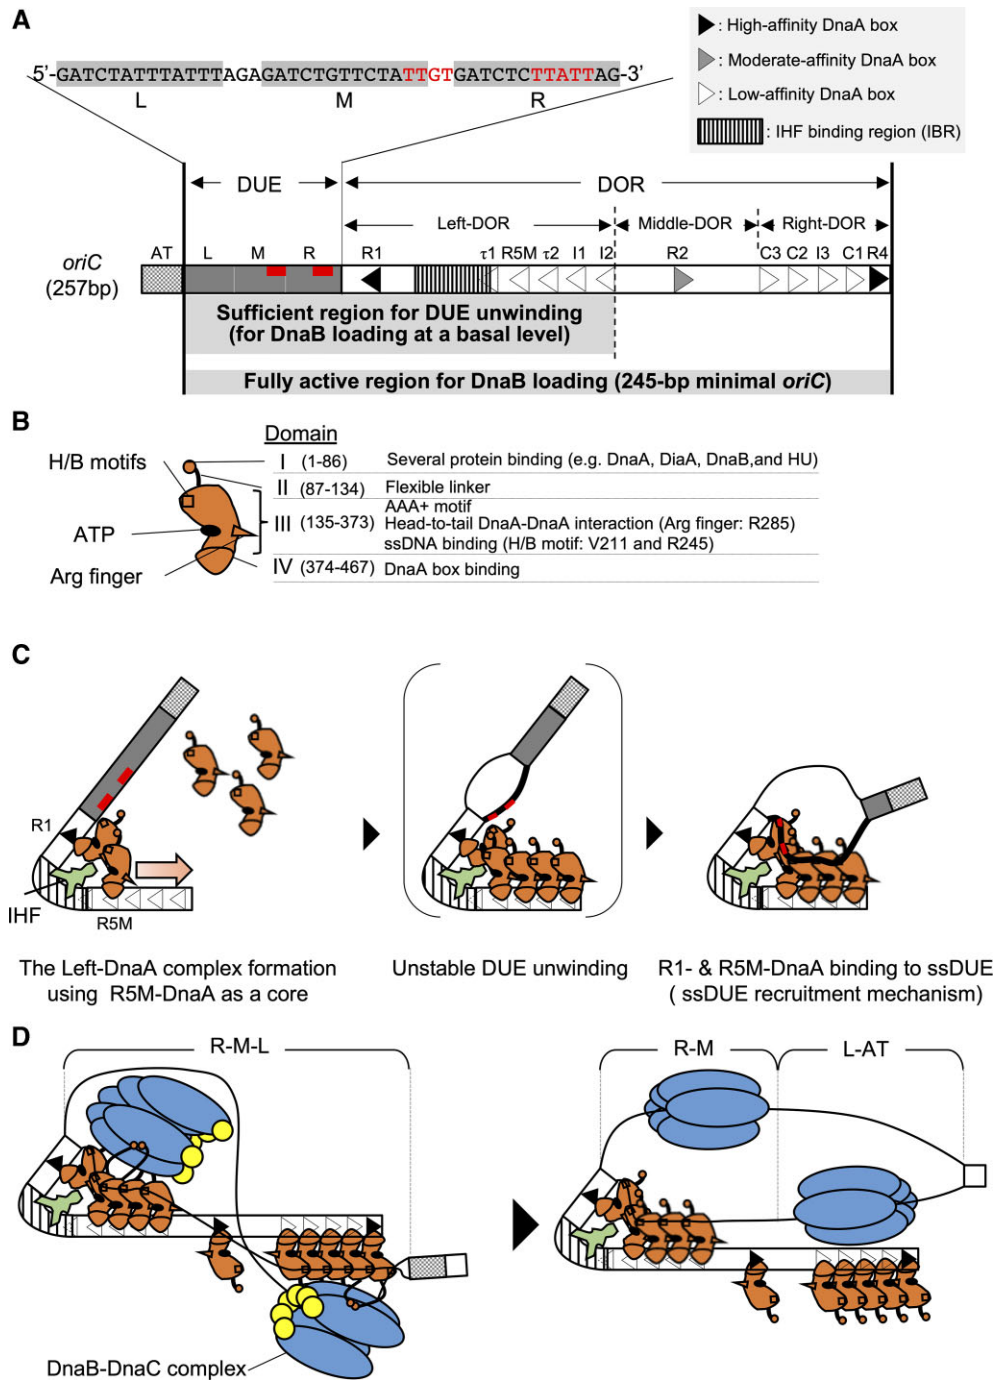 A
: High-affinity DnaA box
: Moderate-affinity DnaA box
: Low-affinity DnaA box
: IHF binding region (IBR)
5'-GATCTATTTATTTAGAGATCTGTTCTATTGTGATCTCTTATTAG-3'
L M R
DUE DOR
Left-DOR Middle-DOR Right-DOR
AT L M R R1 τ1 R5M τ2 I1 I2 R2 C3 C2 I3 C1 R4
oriC
(257bp)
Sufficient region for DUE unwinding
(for DnaB loading at a basal level)
Fully active region for DnaB loading (245-bp minimal oriC)
B
Domain
H/B motifs
ATP
Arg finger
I (1-86) Several protein binding (e.g. DnaA, DiaA, DnaB,and HU)
II (87-134) Flexible linker
III (135-373) AAA+ motif
Head-to-tail DnaA-DnaA interaction (Arg finger: R285)
ssDNA binding (H/B motif: V211 and R245)
IV (374-467) DnaA box binding
C
R1
IHF
R5M
The Left-DnaA complex formation
using R5M-DnaA as a core
Unstable DUE unwinding
R1- & R5M-DnaA binding to ssDUE
( ssDUE recruitment mechanism)
D
R-M-L
R-M L-AT
DnaB-DnaC complex